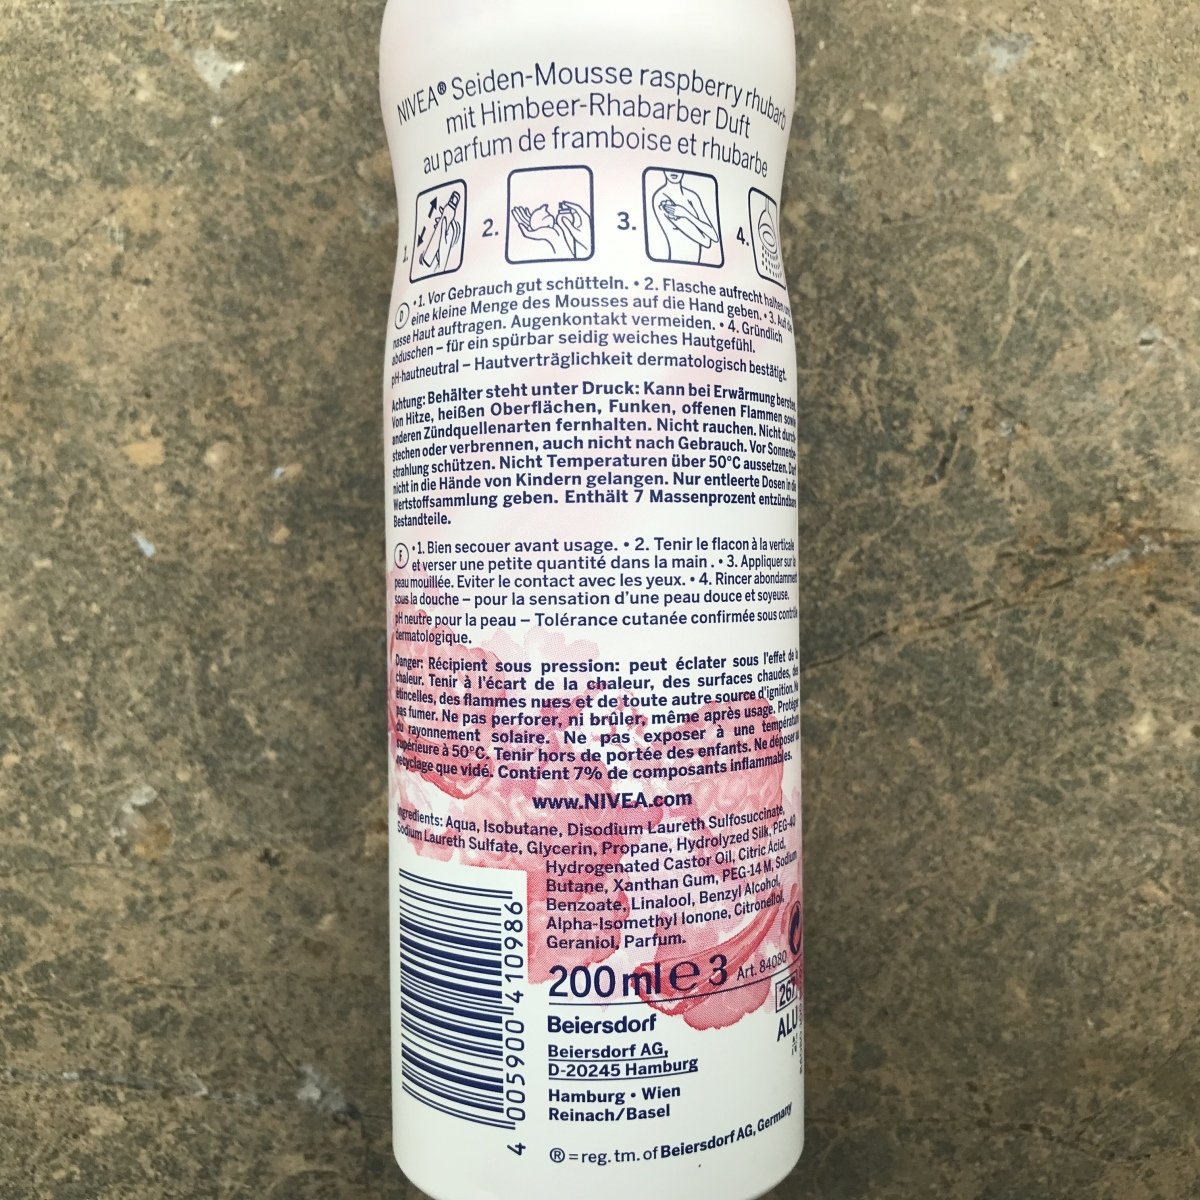 NIVEA® Seiden-Mousse raspberry rhubarb
mit Himbeer-Rhabarber Duft
au parfum de framboise et rhubarbe
1. 2. 3. 4.
D •1. Vor Gebrauch gut schütteln. • 2. Flasche aufrecht halten und
eine kleine Menge des Mousses auf die Hand geben. • 3. Auf die
nasse Haut auftragen. Augenkontakt vermeiden. • 4. Gründlich
abduschen – für ein spürbar seidig weiches Hautgefühl.
pH-hautneutral – Hautverträglichkeit dermatologisch bestätigt.
Achtung: Behälter steht unter Druck: Kann bei Erwärmung bersten.
Von Hitze, heißen Oberflächen, Funken, offenen Flammen sowie
anderen Zündquellenarten fernhalten. Nicht rauchen. Nicht durch-
stechen oder verbrennen, auch nicht nach Gebrauch. Vor Sonnenbe-
strahlung schützen. Nicht Temperaturen über 50°C aussetzen. Darf
nicht in die Hände von Kindern gelangen. Nur entleerte Dosen in die
Wertstoffsammlung geben. Enthält 7 Massenprozent entzündbare
Bestandteile.
F •1. Bien secouer avant usage. • 2. Tenir le flacon à la verticale
et verser une petite quantité dans la main . • 3. Appliquer sur la
peau mouillée. Eviter le contact avec les yeux. • 4. Rincer abondamment
sous la douche – pour la sensation d'une peau douce et soyeuse.
pH neutre pour la peau – Tolérance cutanée confirmée sous contrôle
dermatologique.
Danger: Récipient sous pression: peut éclater sous l'effet de la
chaleur. Tenir à l'écart de la chaleur, des surfaces chaudes, des
étincelles, des flammes nues et de toute autre source d'ignition. Ne
pas fumer. Ne pas perforer, ni brûler, même après usage. Protéger
du rayonnement solaire. Ne pas exposer à une température
supérieure à 50°C. Tenir hors de portée des enfants. Ne déposer au
recyclage que vidé. Contient 7% de composants inflammables.
www.NIVEA.com
Ingredients: Aqua, Isobutane, Disodium Laureth Sulfosuccinate,
Sodium Laureth Sulfate, Glycerin, Propane, Hydrolyzed Silk, PEG-40
Hydrogenated Castor Oil, Citric Acid,
Butane, Xanthan Gum, PEG-14 M, Sodium
Benzoate, Linalool, Benzyl Alcohol,
Alpha-Isomethyl Ionone, Citronellol,
Geraniol, Parfum.
200 ml e 3 Art. 84080
267
ALU
Beiersdorf
Beiersdorf AG,
D-20245 Hamburg
Hamburg • Wien
Reinach/Basel
® = reg. tm. of Beiersdorf AG, Germany
4 005900 410986